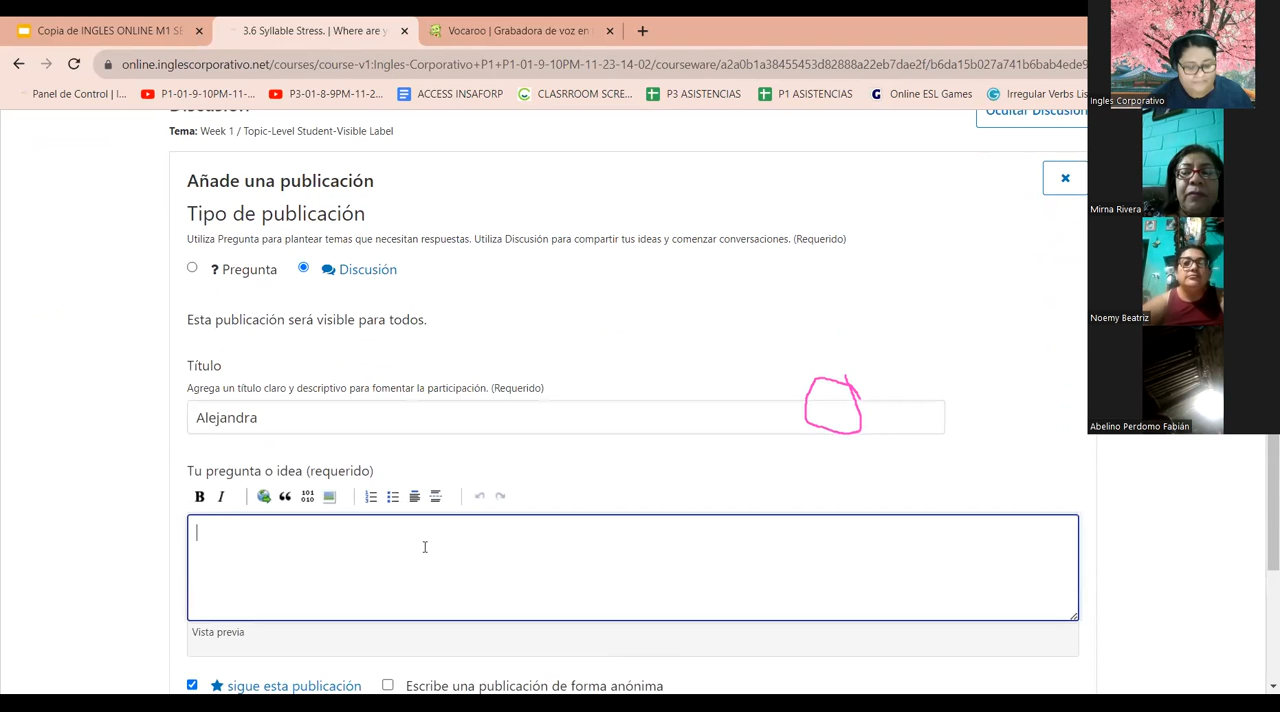 Copia de INGLES ONLINE M1 SE
3.6 Syllable Stress. | Where are y
Vocaroo | Grabadora de voz en l
online.inglescorporativo.net/courses/course-v1:Ingles-Corporativo+P1+P1-01-9-10PM-11-23-14-02/courseware/a2a0b1a38455453d82888a22eb7dae2f/b6da15b027a741b6bab4ede9
Panel de Control | I...
P1-01-9-10PM-11-...
P3-01-8-9PM-11-2...
ACCESS INSAFORP
CLASRROOM SCRE...
P3 ASISTENCIAS
P1 ASISTENCIAS
Online ESL Games
Irregular Verbs Lis
Ingles Corporativo
Discusión
Ocultar Discusión
Tema: Week 1 / Topic-Level Student-Visible Label
Añade una publicación
Tipo de publicación
Utiliza Pregunta para plantear temas que necesitan respuestas. Utiliza Discusión para compartir tus ideas y comenzar conversaciones. (Requerido)
? Pregunta
Discusión
Esta publicación será visible para todos.
Título
Agrega un título claro y descriptivo para fomentar la participación. (Requerido)
Alejandra
Tu pregunta o idea (requerido)
B I
101
010
Vista previa
sigue esta publicación
Escribe una publicación de forma anónima
Mirna Rivera
Noemy Beatriz
Abelino Perdomo Fabián